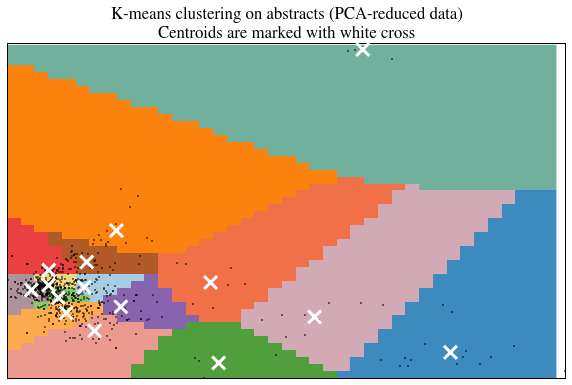 K-means clustering on abstracts (PCA-reduced data)
Centroids are marked with white cross